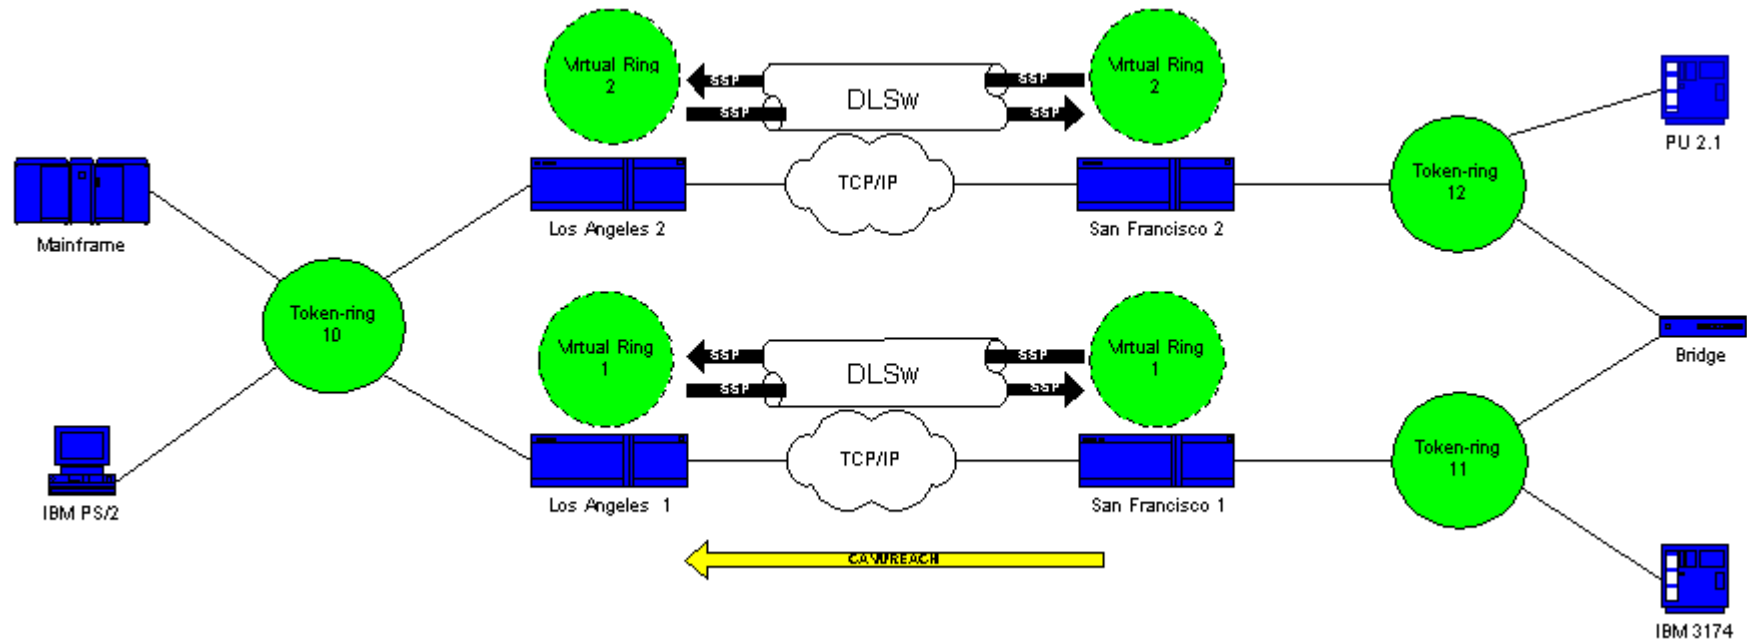 Virtual Ring
2
SSP
SSP
DLSw
SSP
SSP
Virtual Ring
2
PU 2.1
Mainframe
Los Angeles 2
TCP/IP
San Francisco 2
Token-ring
12
Token-ring
10
Virtual Ring
1
SSP
SSP
DLSw
SSP
SSP
Virtual Ring
1
Bridge
IBM PS/2
Los Angeles 1
TCP/IP
San Francisco 1
Token-ring
11
IBM 3174